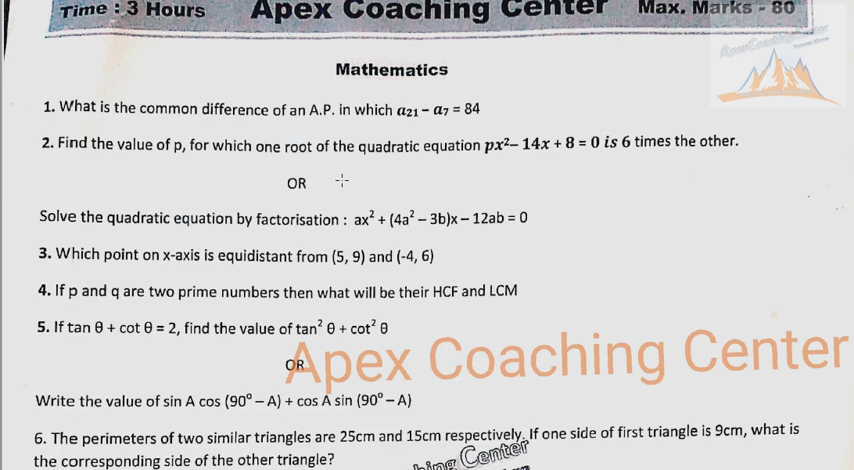 Time : 3 Hours Apex Coaching Center Max. Marks - 80
Mathematics
1. What is the common difference of an A.P. in which a₂₁ – a₇ = 84
2. Find the value of p, for which one root of the quadratic equation px²– 14x + 8 = 0 is 6 times the other.
OR
Solve the quadratic equation by factorisation : ax² + (4a² – 3b)x – 12ab = 0
3. Which point on x-axis is equidistant from (5, 9) and (-4, 6)
4. If p and q are two prime numbers then what will be their HCF and LCM
5. If tan θ + cot θ = 2, find the value of tan² θ + cot² θ
OR
Apex Coaching Center
Write the value of sin A cos (90° – A) + cos A sin (90° – A)
6. The perimeters of two similar triangles are 25cm and 15cm respectively. If one side of first triangle is 9cm, what is
the corresponding side of the other triangle?
Center